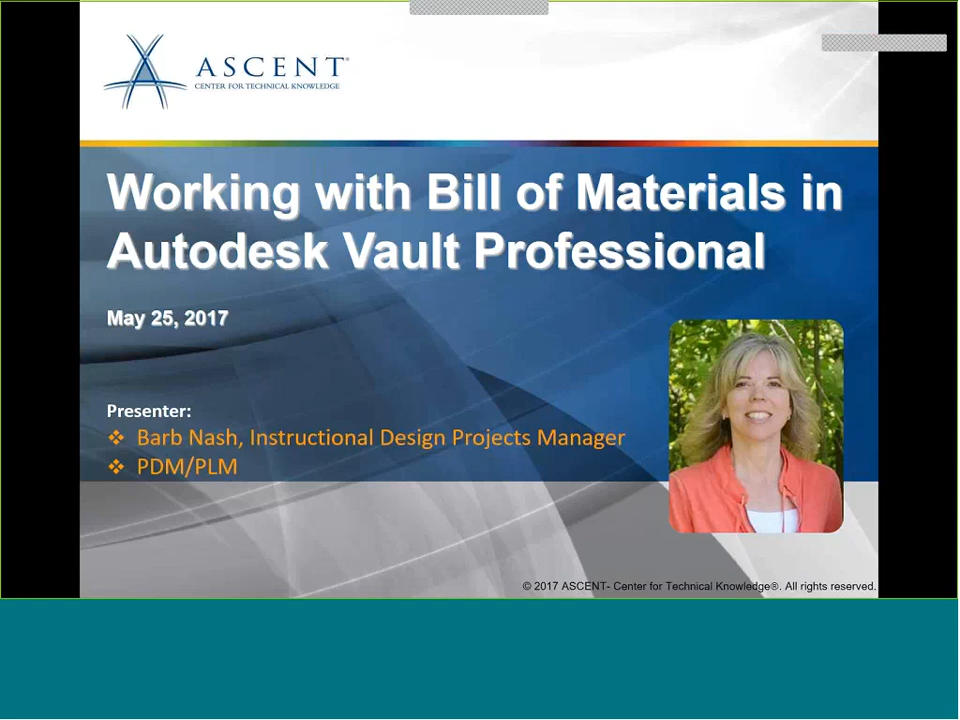 ASCENT®
CENTER FOR TECHNICAL KNOWLEDGE
Working with Bill of Materials in
Autodesk Vault Professional
May 25, 2017
Presenter:
❖ Barb Nash, Instructional Design Projects Manager
❖ PDM/PLM
© 2017 ASCENT- Center for Technical Knowledge®. All rights reserved.